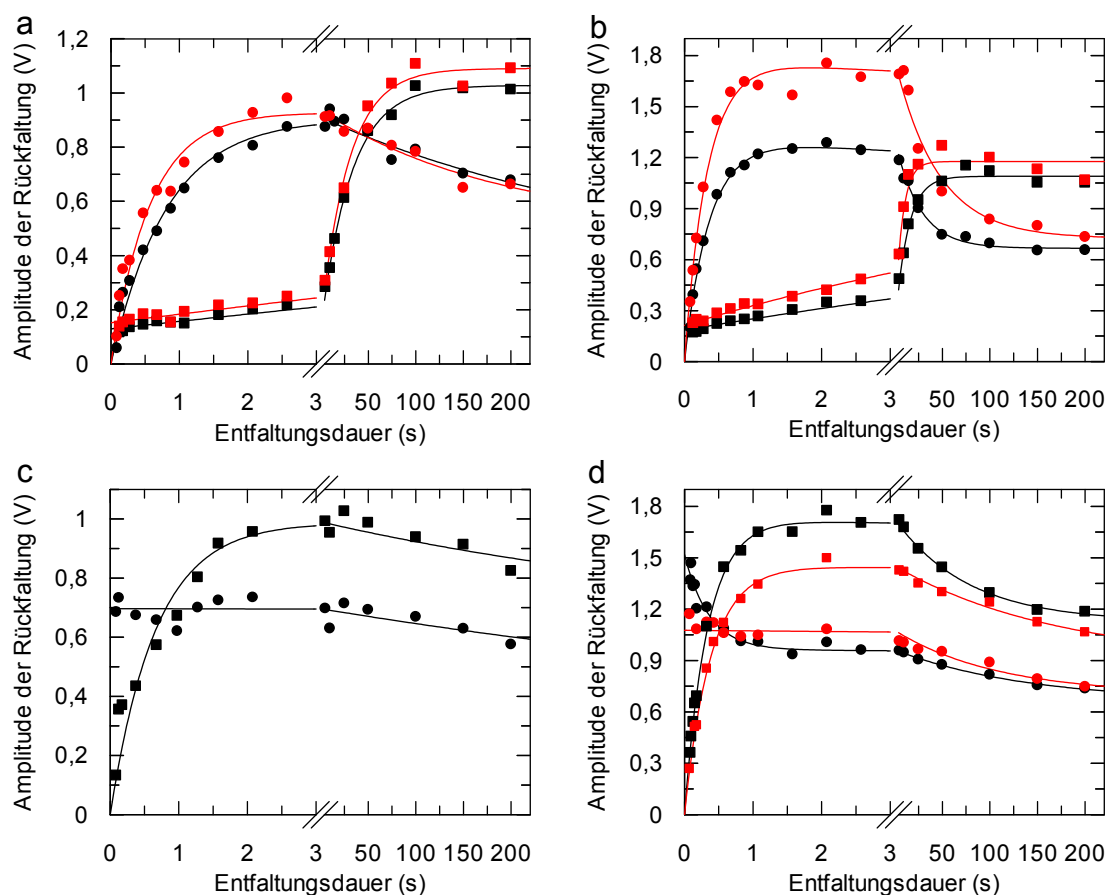 a
Amplitude der Rückfaltung (V)
1,2
1
0,8
0,6
0,4
0,2
0
0 1 2 3 50 100 150 200
Entfaltungsdauer (s)
b
Amplitude der Rückfaltung (V)
1.8
1.5
1.2
0.9
0.6
0.3
0
0 1 2 3 50 100 150 200
Entfaltungsdauer (s)
c
Amplitude der Rückfaltung (V)
1
0,8
0,6
0,4
0,2
0
0 1 2 3 50 100 150 200
Entfaltungsdauer (s)
d
Amplitude der Rückfaltung (V)
1.8
1.5
1.2
0.9
0.6
0.3
0
0 1 2 3 50 100 150 200
Entfaltungsdauer (s)